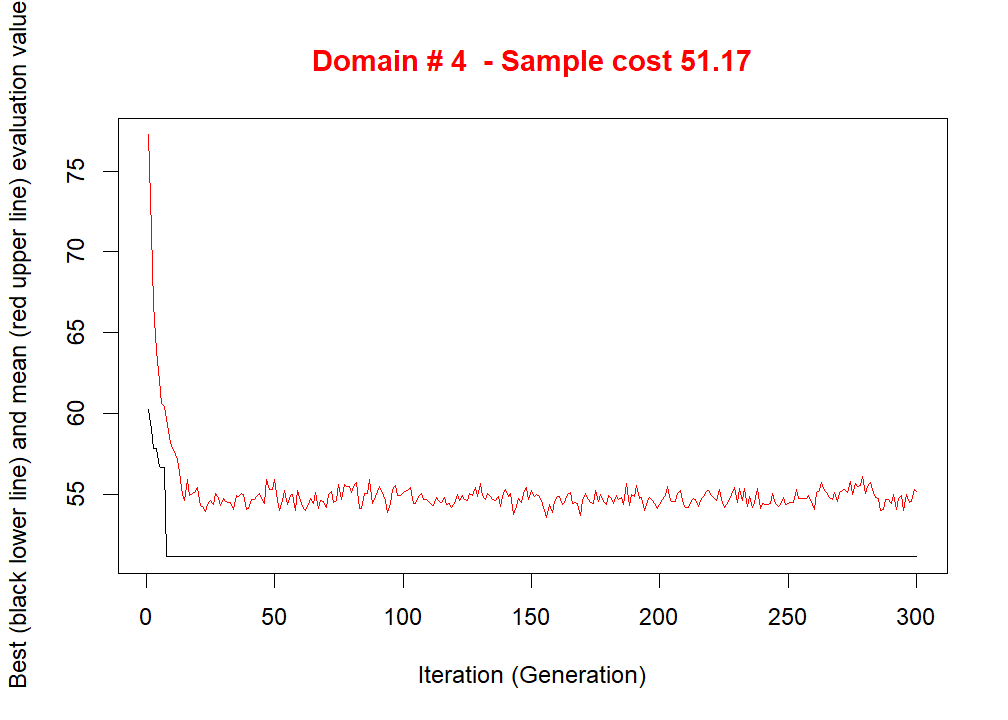 Domain # 4  - Sample cost 51.17
Best (black lower line) and mean (red upper line) evaluation value
75
70
65
60
55
0 50 100 150 200 250 300
Iteration (Generation)